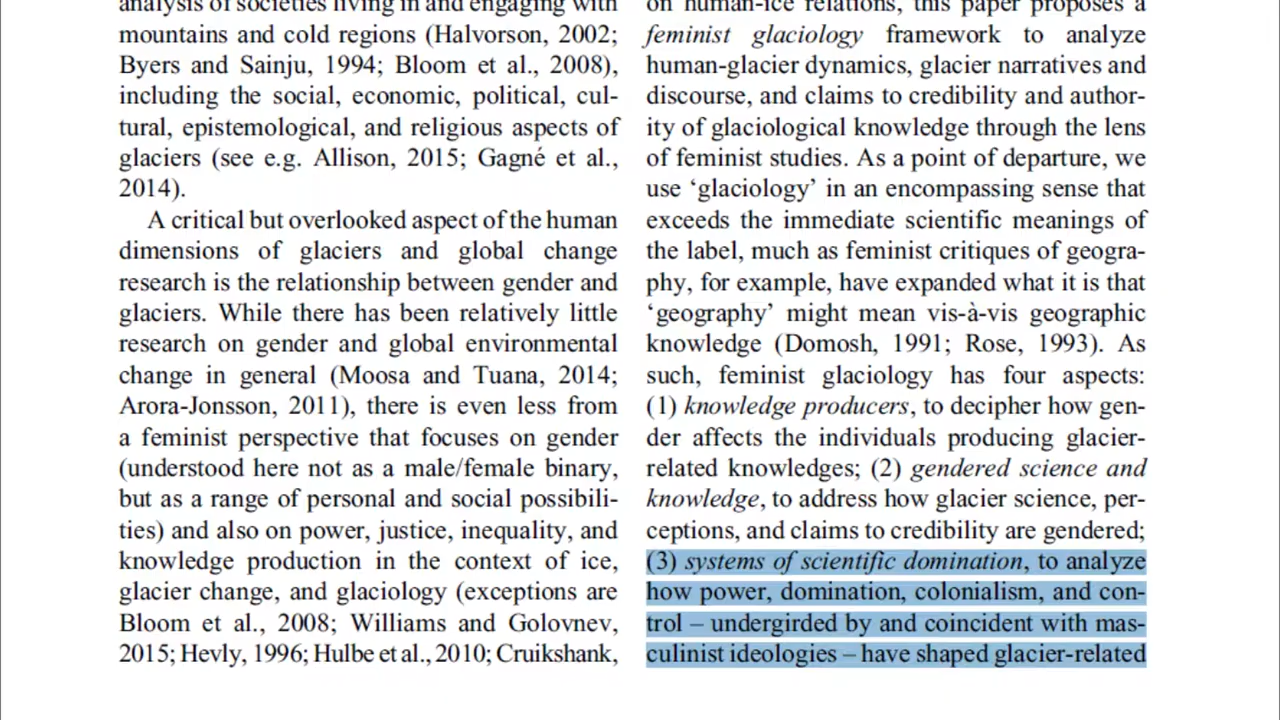 analysis of societies living in and engaging with
mountains and cold regions (Halvorson, 2002;
Byers and Sainju, 1994; Bloom et al., 2008),
including the social, economic, political, cul-
tural, epistemological, and religious aspects of
glaciers (see e.g. Allison, 2015; Gagné et al.,
2014).
A critical but overlooked aspect of the human
dimensions of glaciers and global change
research is the relationship between gender and
glaciers. While there has been relatively little
research on gender and global environmental
change in general (Moosa and Tuana, 2014;
Arora-Jonsson, 2011), there is even less from
a feminist perspective that focuses on gender
(understood here not as a male/female binary,
but as a range of personal and social possibili-
ties) and also on power, justice, inequality, and
knowledge production in the context of ice,
glacier change, and glaciology (exceptions are
Bloom et al., 2008; Williams and Golovnev,
2015; Hevly, 1996; Hulbe et al., 2010; Cruikshank,
on human-ice relations, this paper proposes a
feminist glaciology framework to analyze
human-glacier dynamics, glacier narratives and
discourse, and claims to credibility and author-
ity of glaciological knowledge through the lens
of feminist studies. As a point of departure, we
use ‘glaciology’ in an encompassing sense that
exceeds the immediate scientific meanings of
the label, much as feminist critiques of geogra-
phy, for example, have expanded what it is that
‘geography’ might mean vis-à-vis geographic
knowledge (Domosh, 1991; Rose, 1993). As
such, feminist glaciology has four aspects:
(1) knowledge producers, to decipher how gen-
der affects the individuals producing glacier-
related knowledges; (2) gendered science and
knowledge, to address how glacier science, per-
ceptions, and claims to credibility are gendered;
(3) systems of scientific domination, to analyze
how power, domination, colonialism, and con-
trol – undergirded by and coincident with mas-
culinist ideologies – have shaped glacier-related